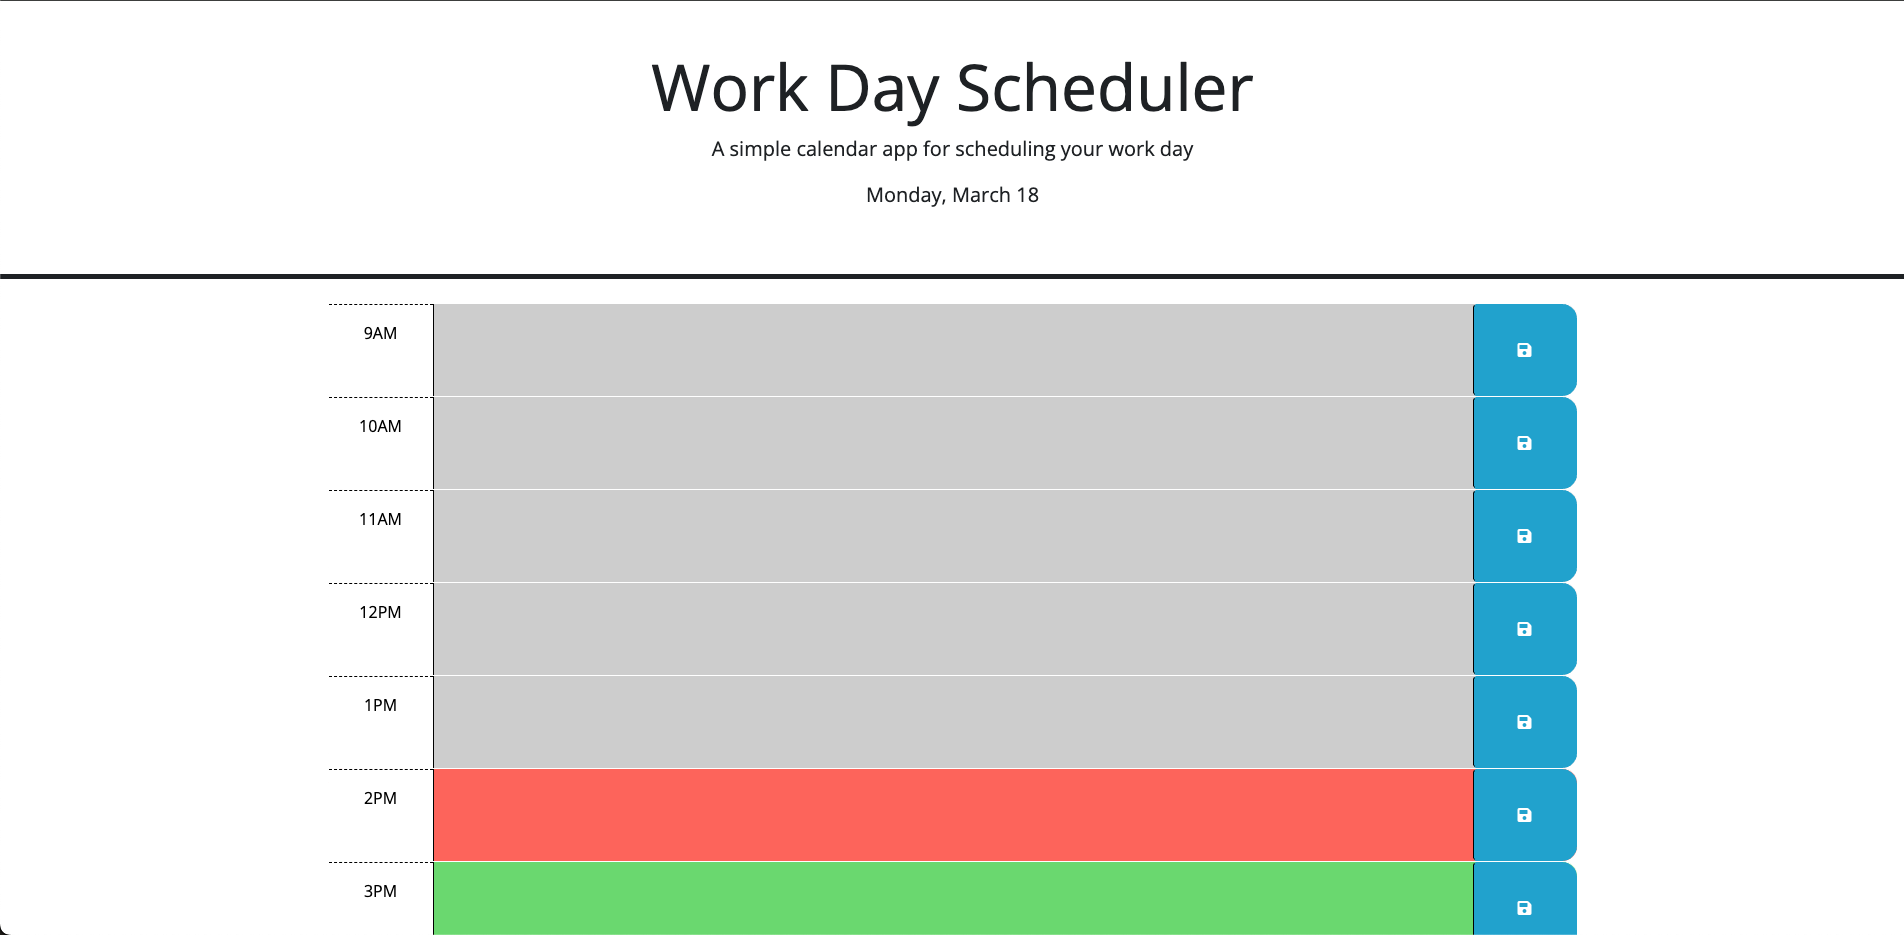 Work Day Scheduler
A simple calendar app for scheduling your work day
Monday, March 18
9AM
10AM
11AM
12PM
1PM
2PM
3PM